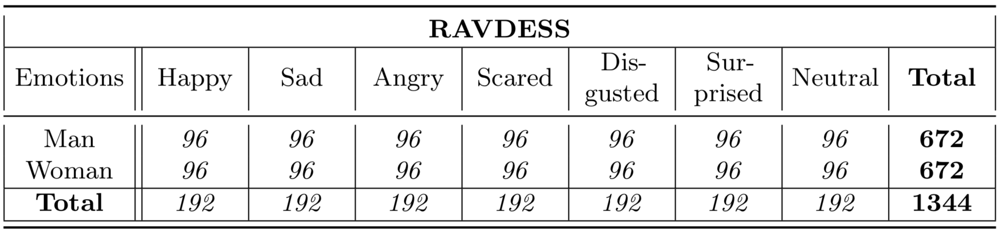 RAVDESS
Emotions Happy Sad Angry Scared Dis-gusted Sur-prised Neutral Total
Man 96 96 96 96 96 96 96 672
Woman 96 96 96 96 96 96 96 672
Total 192 192 192 192 192 192 192 1344